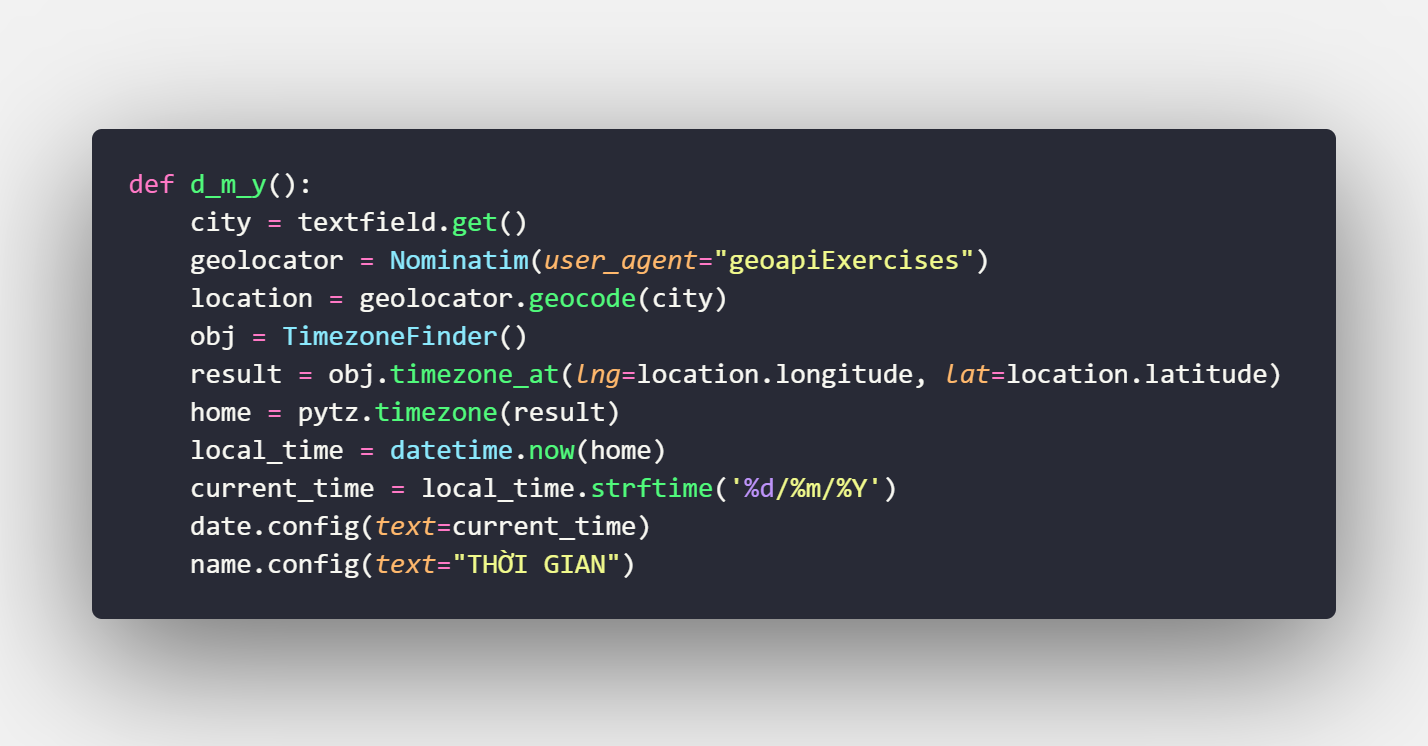 def d_m_y():
    city = textfield.get()
    geolocator = Nominatim(user_agent="geoapiExercises")
    location = geolocator.geocode(city)
    obj = TimezoneFinder()
    result = obj.timezone_at(lng=location.longitude, lat=location.latitude)
    home = pytz.timezone(result)
    local_time = datetime.now(home)
    current_time = local_time.strftime('%d/%m/%Y')
    date.config(text=current_time)
    name.config(text="THỜI GIAN")